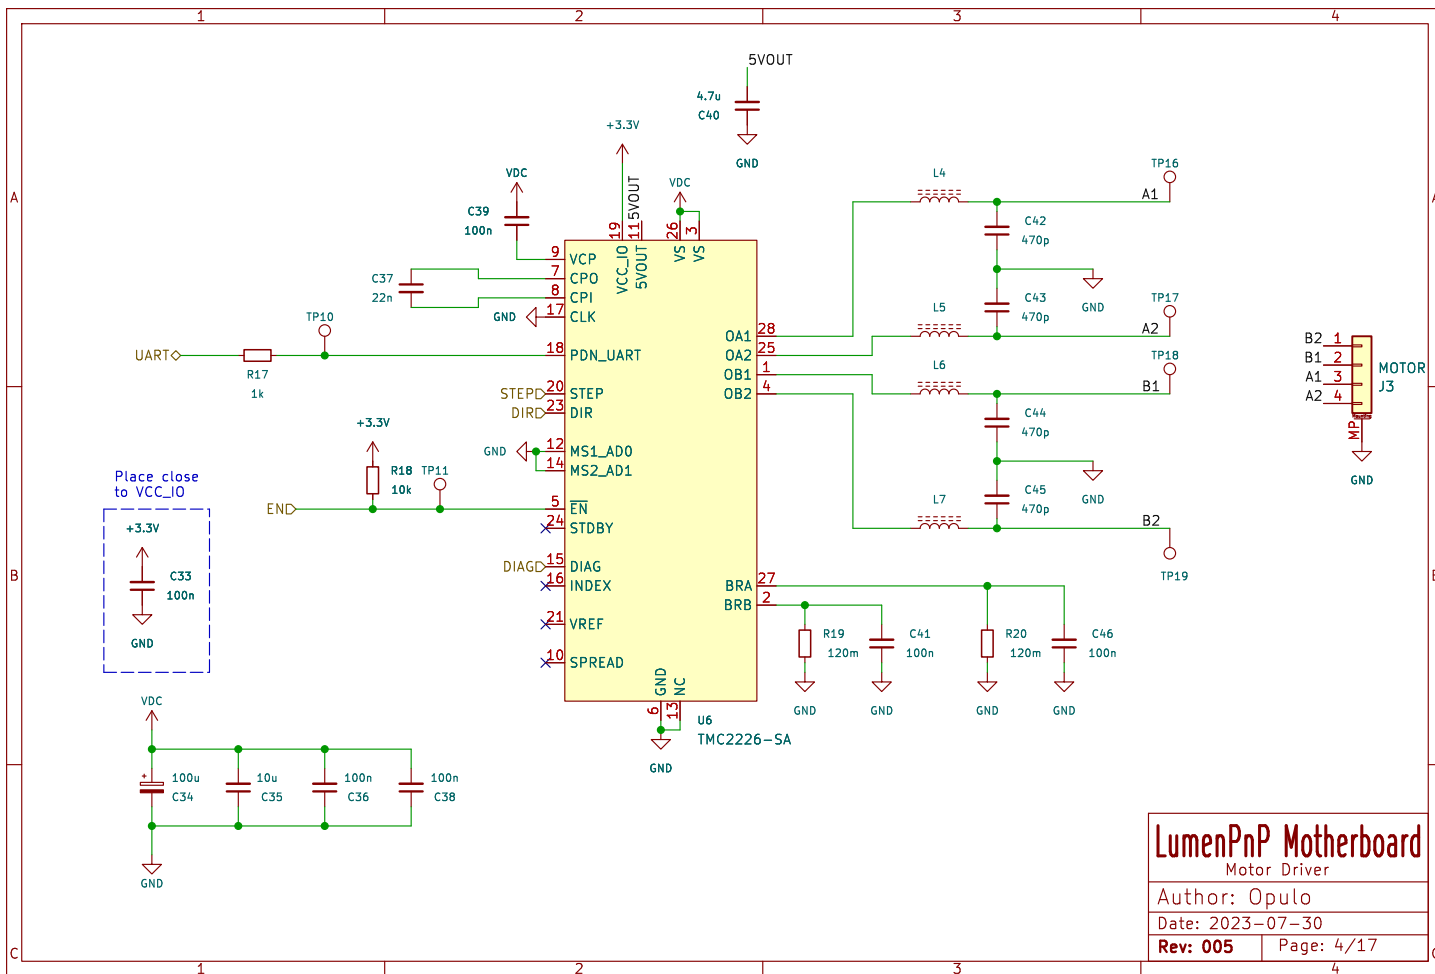 1 2 3 4
A
B
C
A
5VOUT
4.7u
C40
GND
+3.3V
VDC
C39
100n
5VOUT
VDC
19 11 26 3
VCC_IO 5VOUT VS VS
9 VCP
7 CPO
8 CPI
17 CLK
GND
C37
22n
TP10
UART
R17
1k
18 PDN_UART
STEP 20 STEP
DIR 23 DIR
GND
12 MS1_AD0
14 MS2_AD1
+3.3V
R18
10k
TP11
EN
5 EN
24 STDBY
DIAG 15 DIAG
16 INDEX
21 VREF
10 SPREAD
GND NC
6 13
GND
U6
TMC2226-SA
OA1 28
OA2 25
OB1 1
OB2 4
BRA 27
BRB 2
L4
TP16
A1
C42
470p
GND
C43
470p
L5
TP17
A2
L6
TP18
B1
C44
470p
GND
C45
470p
L7
B2
TP19
R19
120m
C41
100n
R20
120m
C46
100n
GND GND GND GND
B2 1
B1 2
A1 3
A2 4
MOTOR
J3
MP
GND
Place close
to VCC_IO
+3.3V
C33
100n
GND
VDC
100u
C34
10u
C35
100n
C36
100n
C38
GND
LumenPnP Motherboard
Motor Driver
Author: Opulo
Date: 2023-07-30
Rev: 005
Page: 4/17
1 2 3 4